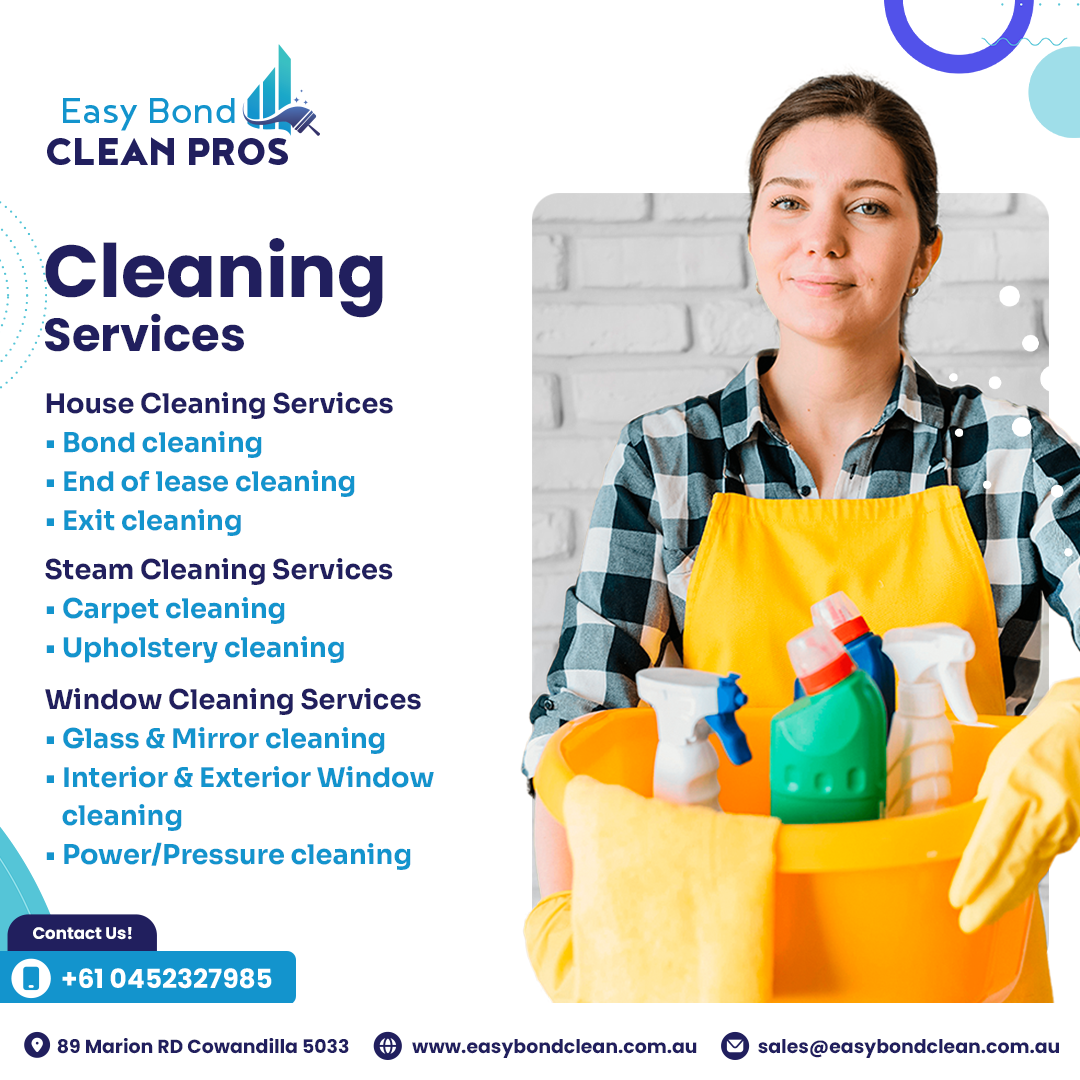 Easy Bond
CLEAN PROS
Cleaning
Services
House Cleaning Services
▪ Bond cleaning
▪ End of lease cleaning
▪ Exit cleaning
Steam Cleaning Services
▪ Carpet cleaning
▪ Upholstery cleaning
Window Cleaning Services
▪ Glass & Mirror cleaning
▪ Interior & Exterior Window
cleaning
▪ Power/Pressure cleaning
Contact Us!
+61 0452327985
89 Marion RD Cowandilla 5033 www.easybondclean.com.au sales@easybondclean.com.au